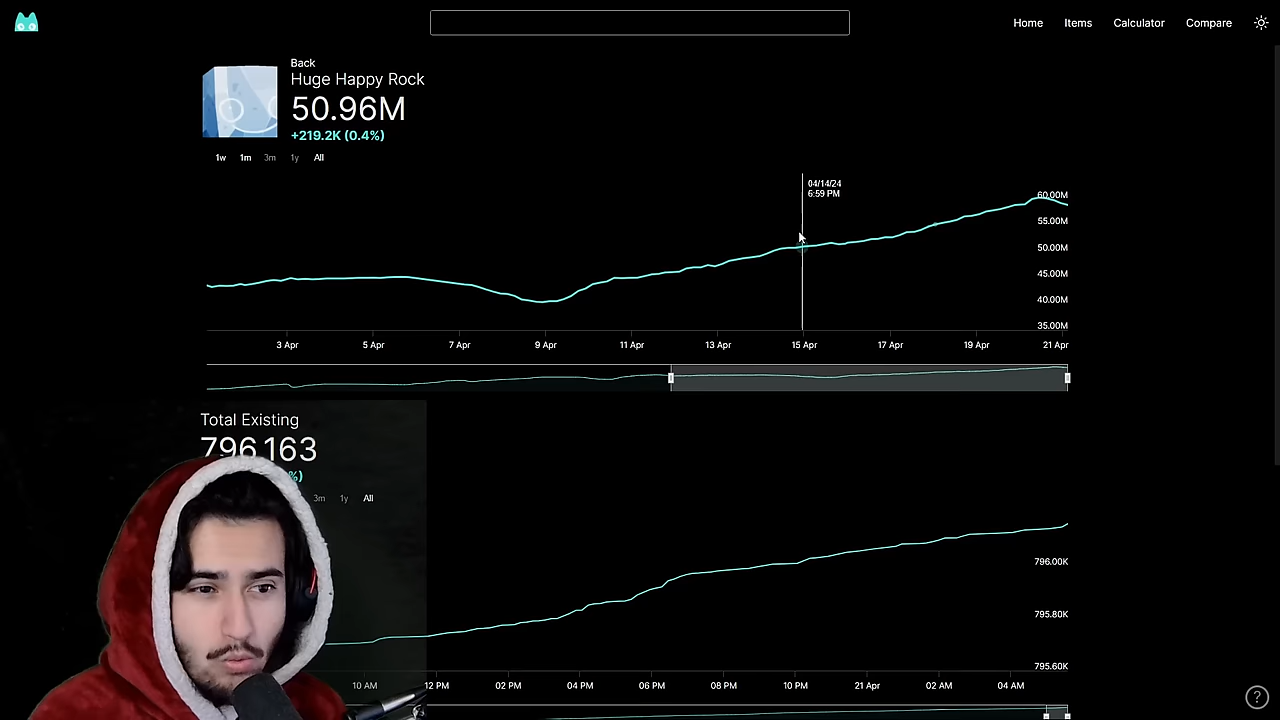 Home Items Calculator Compare
Back
Huge Happy Rock
50.96M
+219.2K (0.4%)
1w 1m 3m 1y All
04/14/24
6:59 PM
60.00M
55.00M
50.00M
45.00M
40.00M
35.00M
3 Apr 5 Apr 7 Apr 9 Apr 11 Apr 13 Apr 15 Apr 17 Apr 19 Apr 21 Apr
Total Existing
796,163
%)
3m 1y All
796.00K
795.80K
795.60K
10 AM 12 PM 02 PM 04 PM 06 PM 08 PM 10 PM 21 Apr 02 AM 04 AM
?